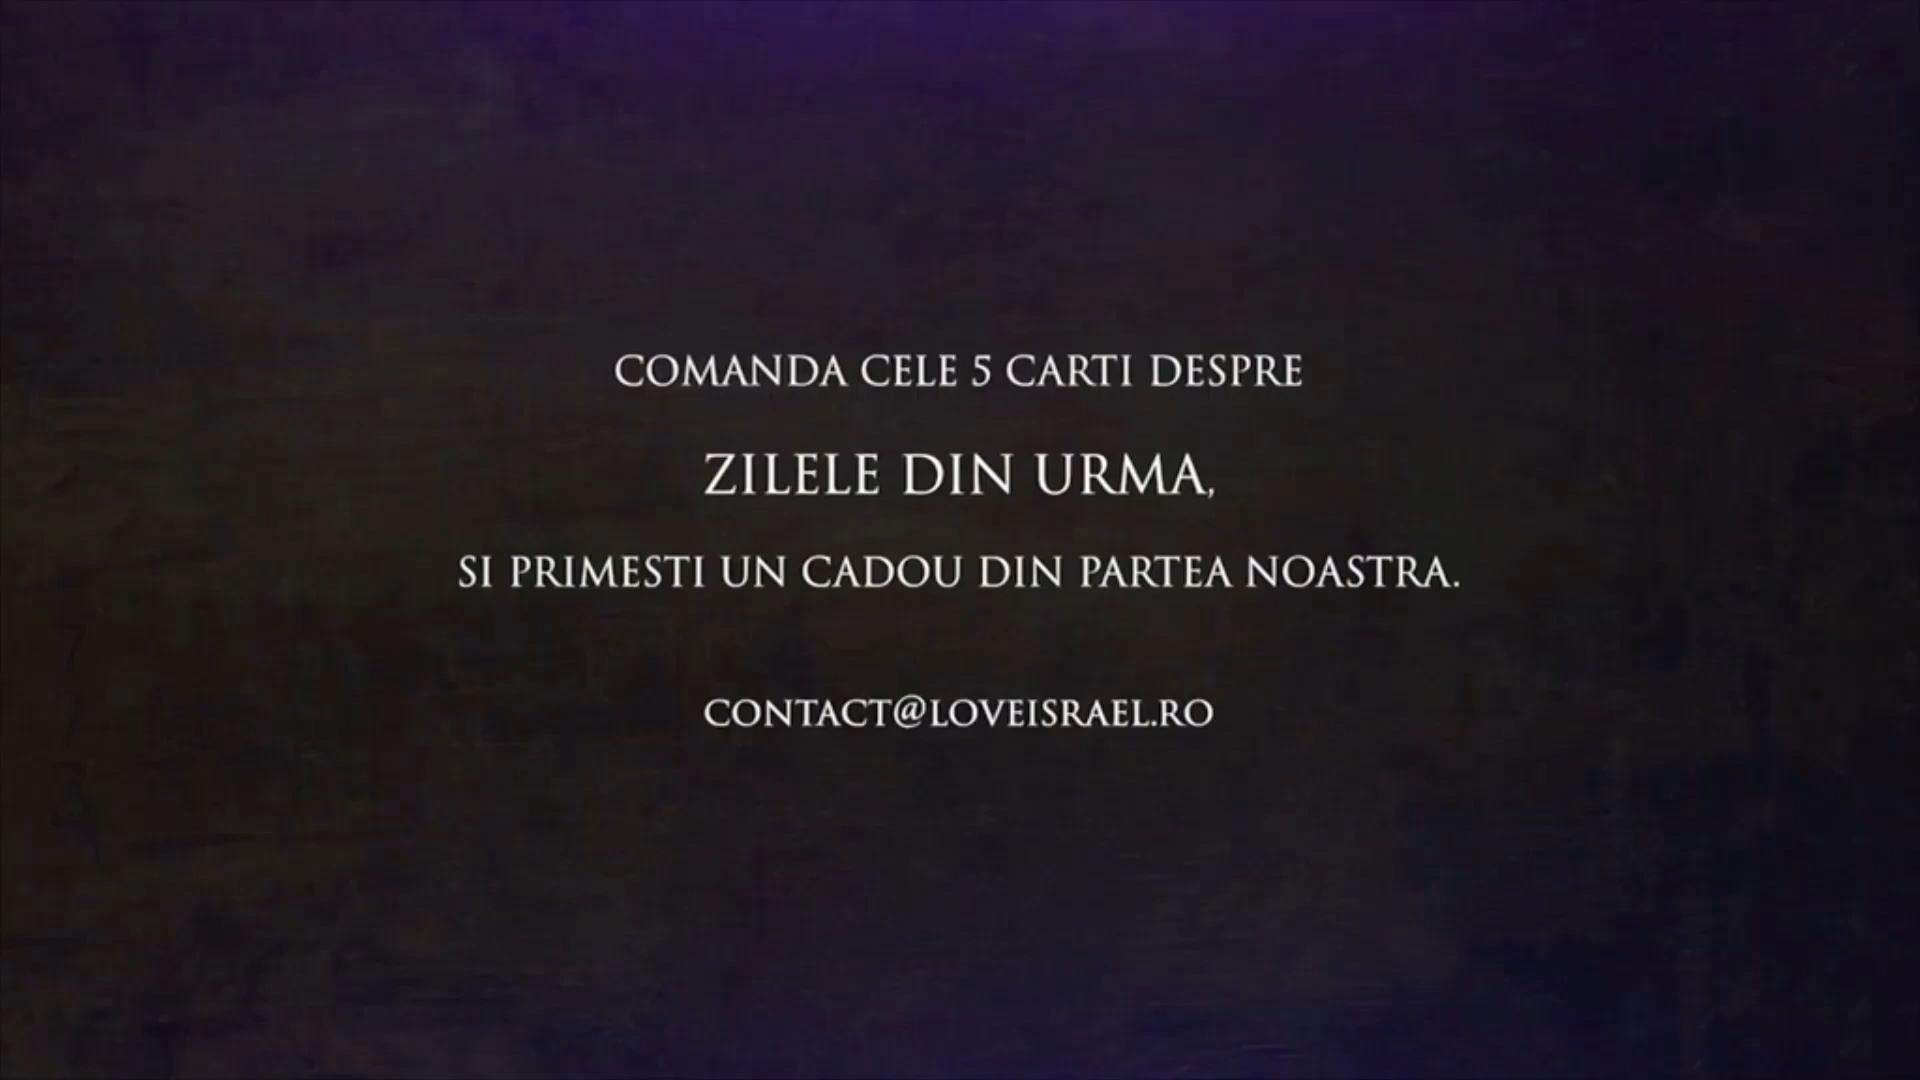 COMANDA CELE 5 CARTI DESPRE
ZILELE DIN URMA,
SI PRIMESTI UN CADOU DIN PARTEA NOASTRA.
CONTACT@LOVEISRAEL.RO